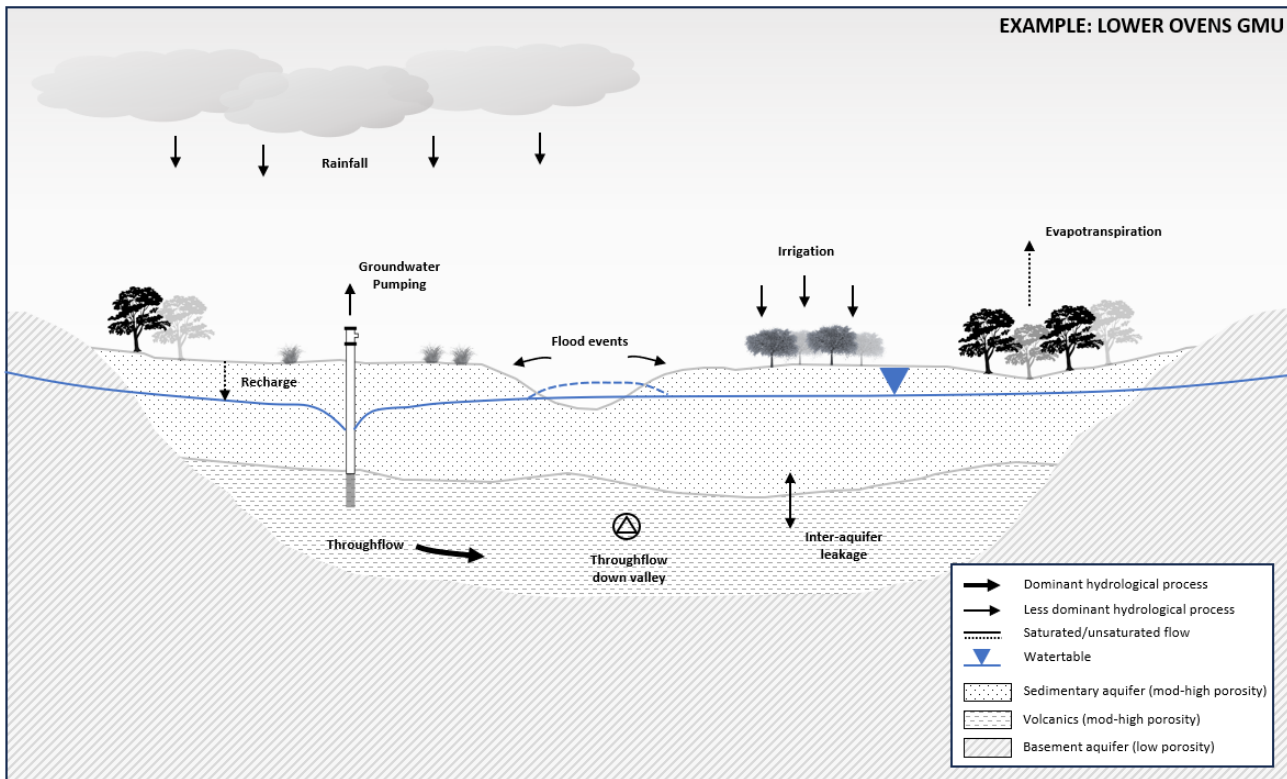 EXAMPLE: LOWER OVENS GMU
Rainfall
Evapotranspiration
Irrigation
Groundwater
Pumping
Flood events
Recharge
Throughflow
Throughflow
down valley
Inter-aquifer
leakage
Dominant hydrological process
Less dominant hydrological process
Saturated/unsaturated flow
Watertable
Sedimentary aquifer (mod-high porosity)
Volcanics (mod-high porosity)
Basement aquifer (low porosity)